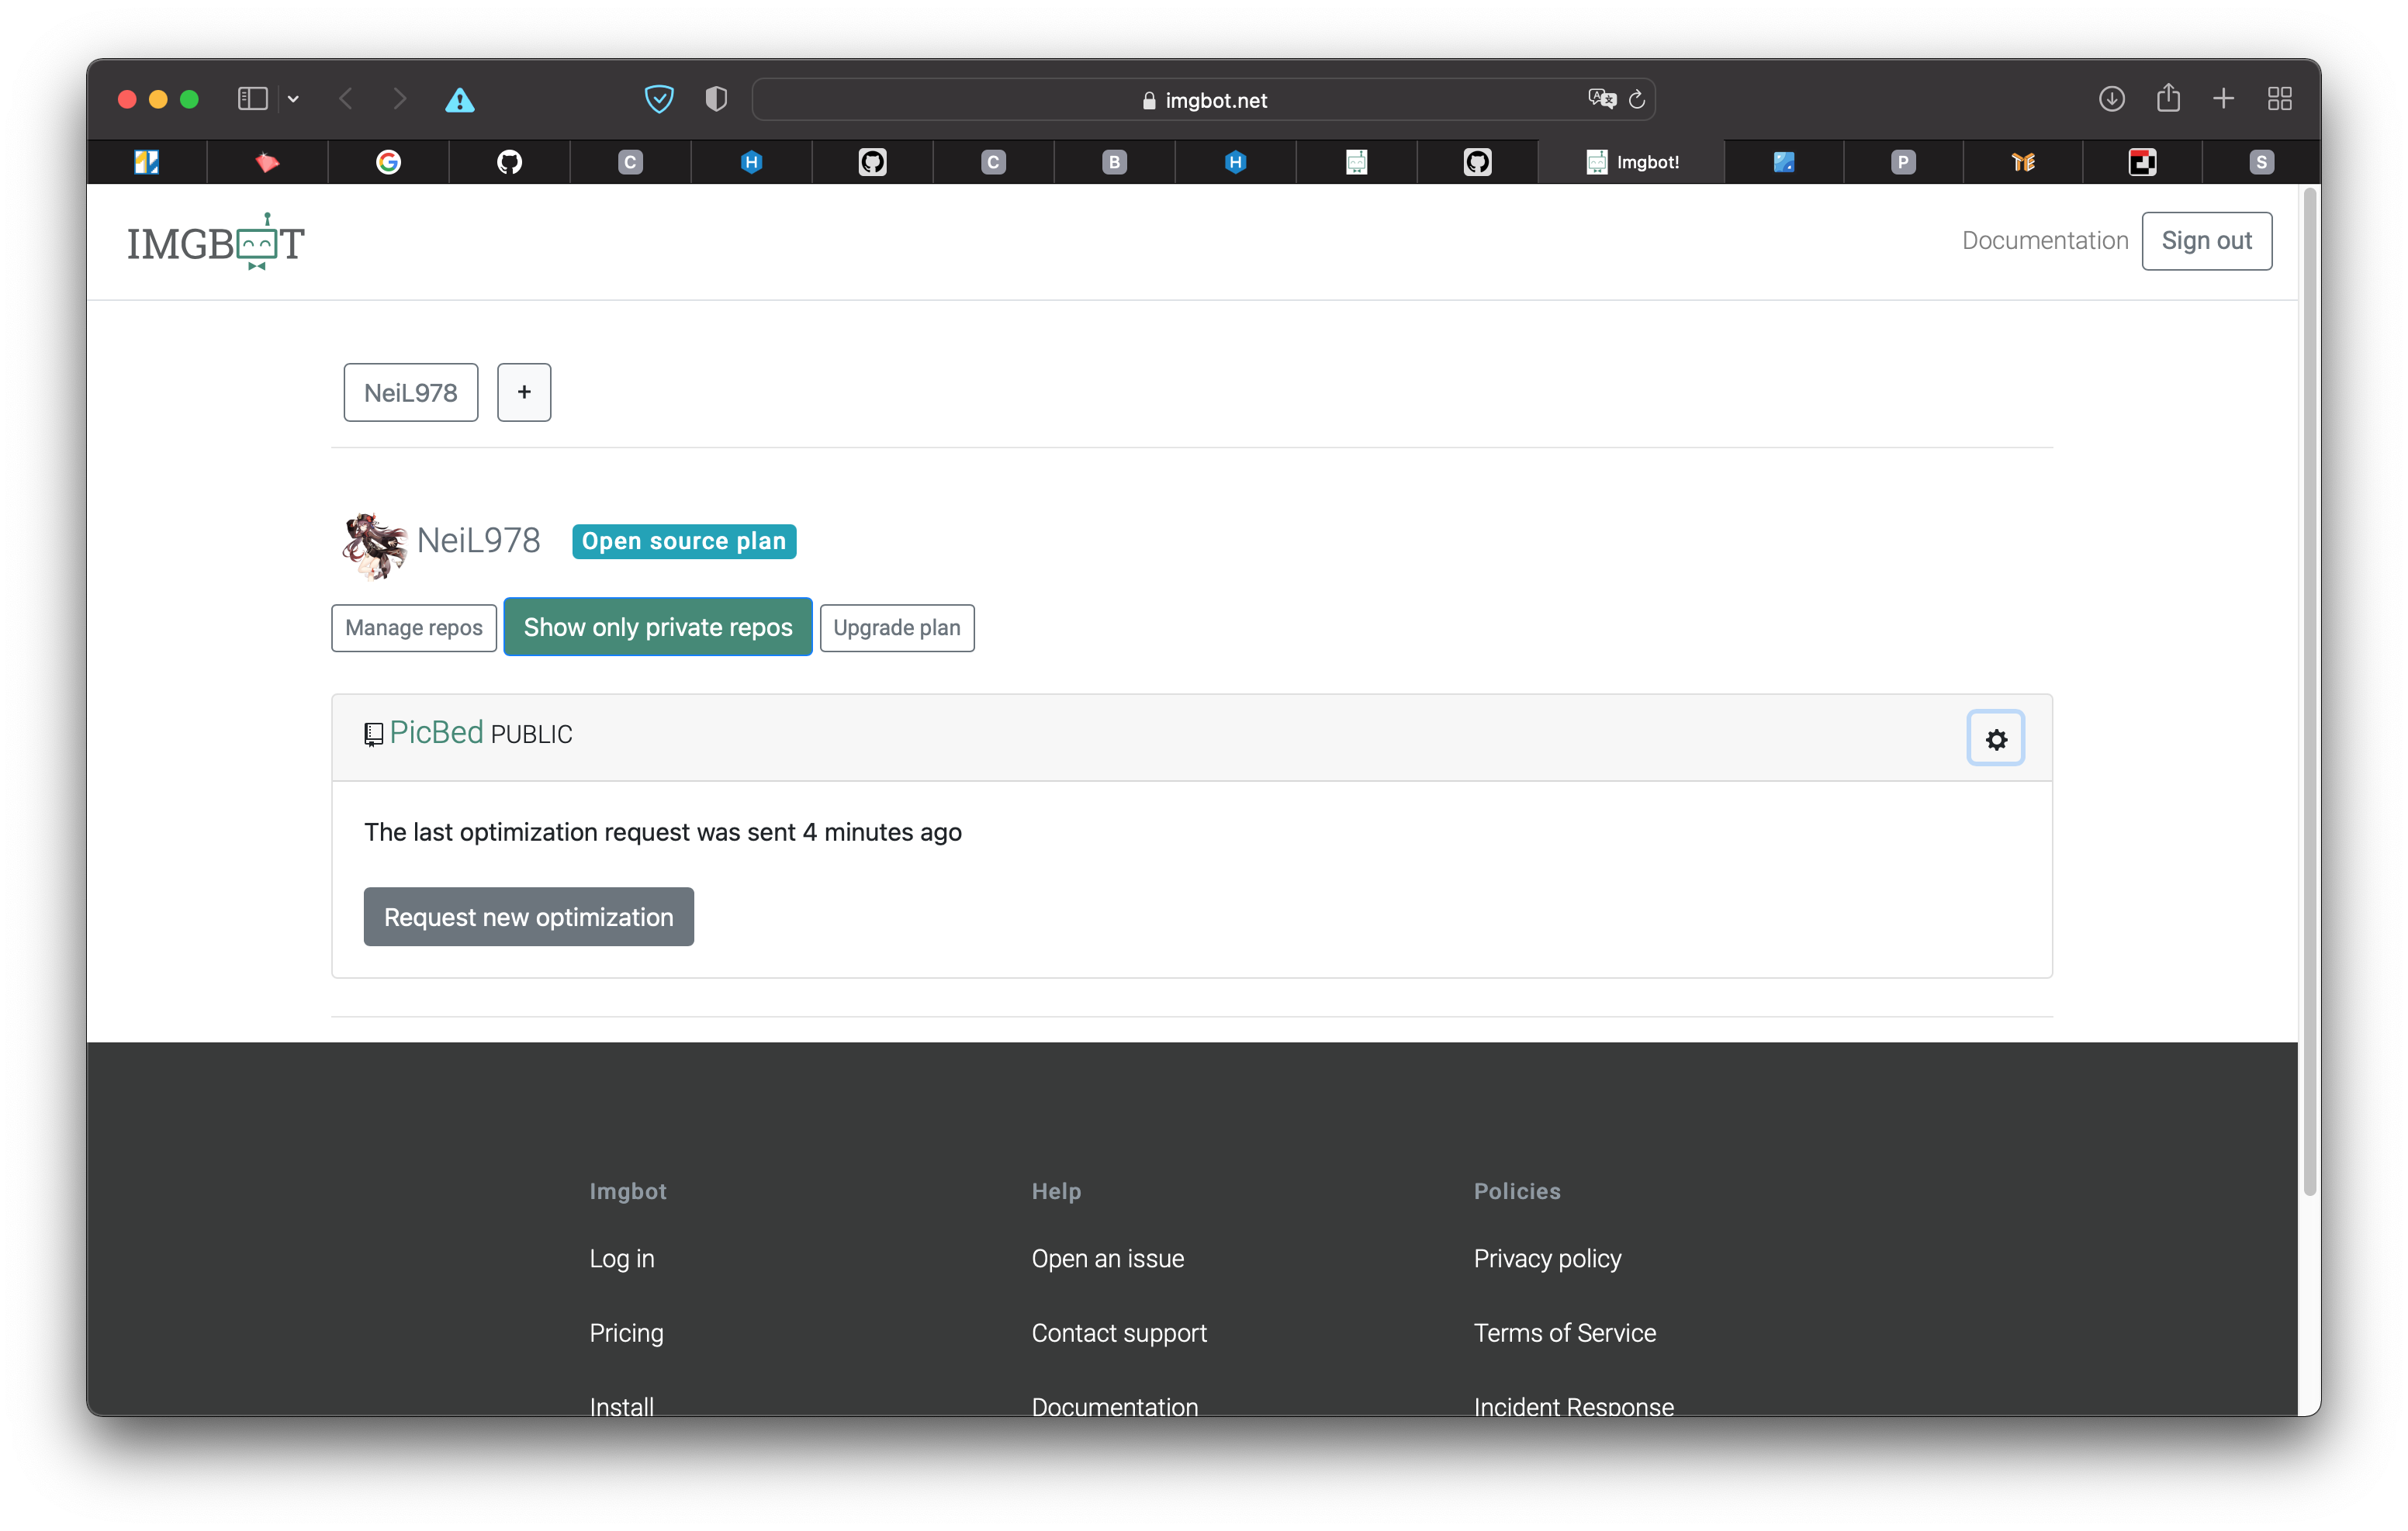 imgbot.net
C
H
C
B
H
Imgbot!
P
S
IMGBOT
Documentation
Sign out
NeiL978
+
NeiL978
Open source plan
Manage repos
Show only private repos
Upgrade plan
PicBed PUBLIC
The last optimization request was sent 4 minutes ago
Request new optimization
Imgbot
Help
Policies
Log in
Open an issue
Privacy policy
Pricing
Contact support
Terms of Service
Install
Documentation
Incident Response